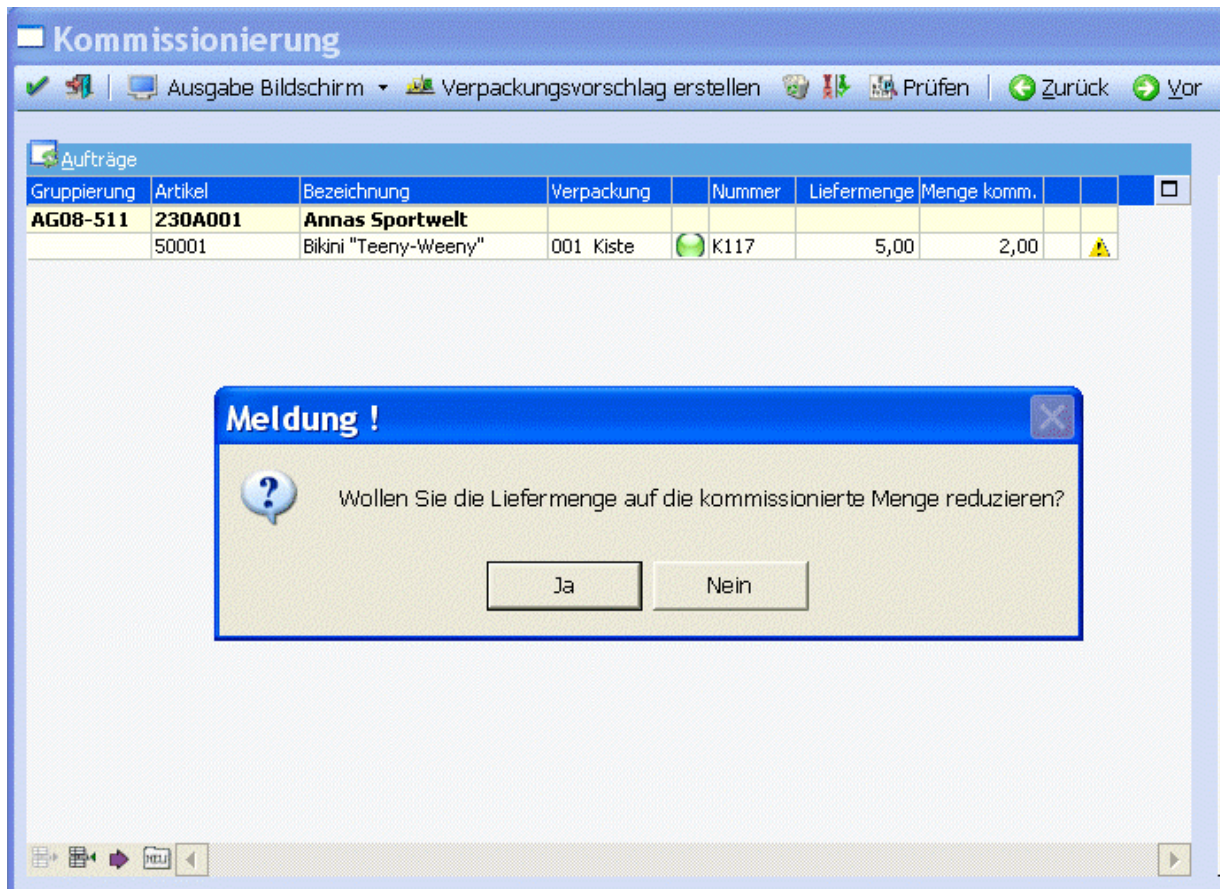 Kommissionierung
Ausgabe Bildschirm Verpackungsvorschlag erstellen Prüfen Zurück Vor
Aufträge
Gruppierung Artikel Bezeichnung Verpackung Nummer Liefermenge Menge komm.
AG08-511 230A001 Annas Sportwelt
50001 Bikini "Teeny-Weeny" 001 Kiste K117 5,00 2,00
Meldung !
Wollen Sie die Liefermenge auf die kommissionierte Menge reduzieren?
Ja Nein
NEU